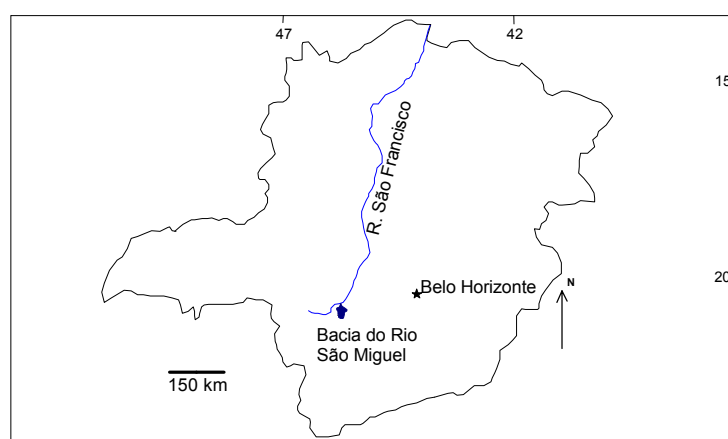 47
42
15
R. São Francisco
20
N
Belo Horizonte
Bacia do Rio
São Miguel
150 km